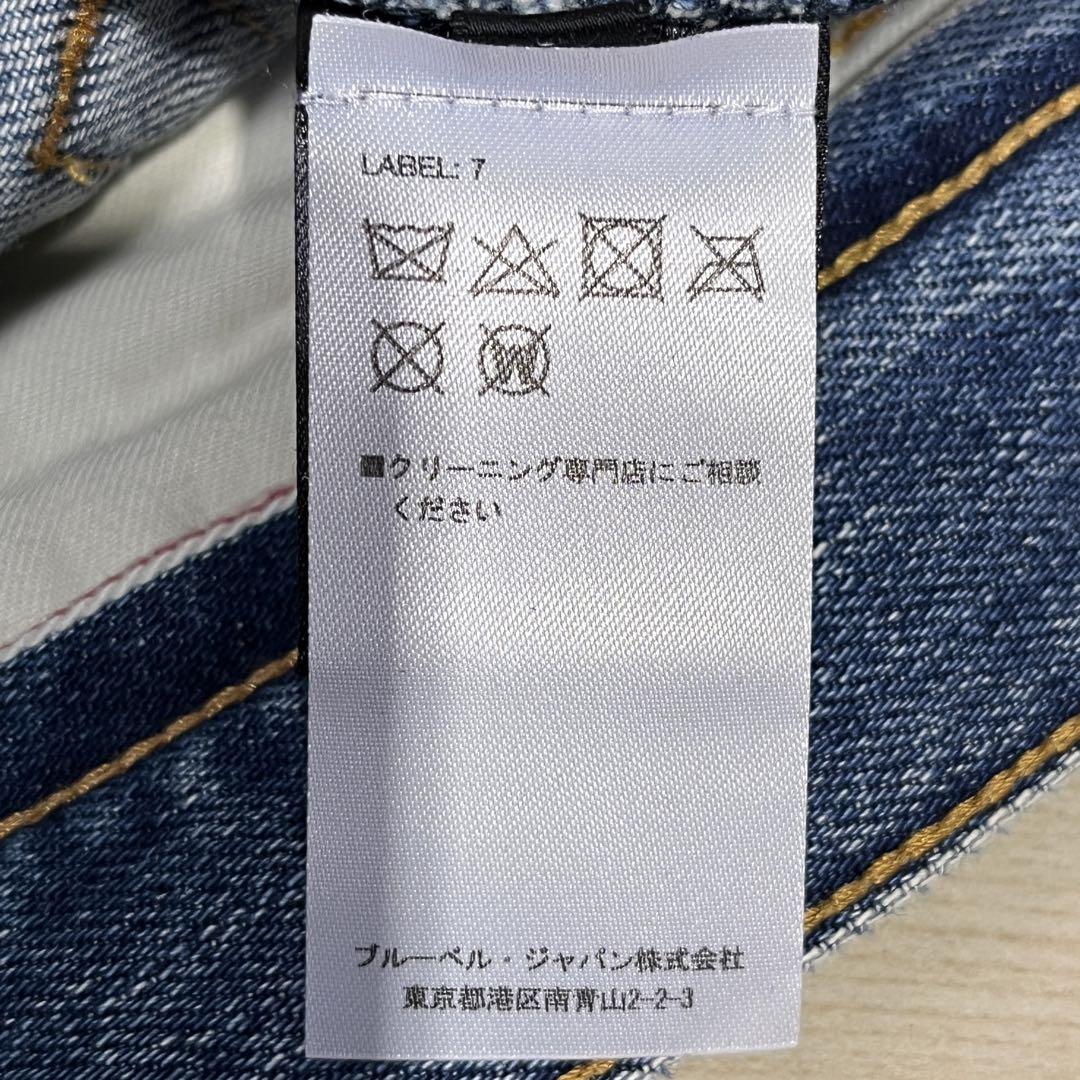 LABEL: 7
W
■クリーニング専門店にご相談
ください
ブルーベル・ジャパン株式会社
東京都港区南青山2-2-3